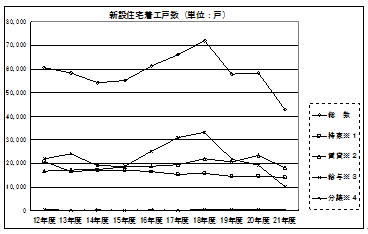 新設住宅着工戸数（単位：戸）
80,000
70,000
60,000
50,000
40,000
30,000
20,000
10,000
0
12年度 13年度 14年度 15年度 16年度 17年度 18年度 19年度 20年度 21年度
総　数
持家※1
賃貸※2
給与※3
分譲※4